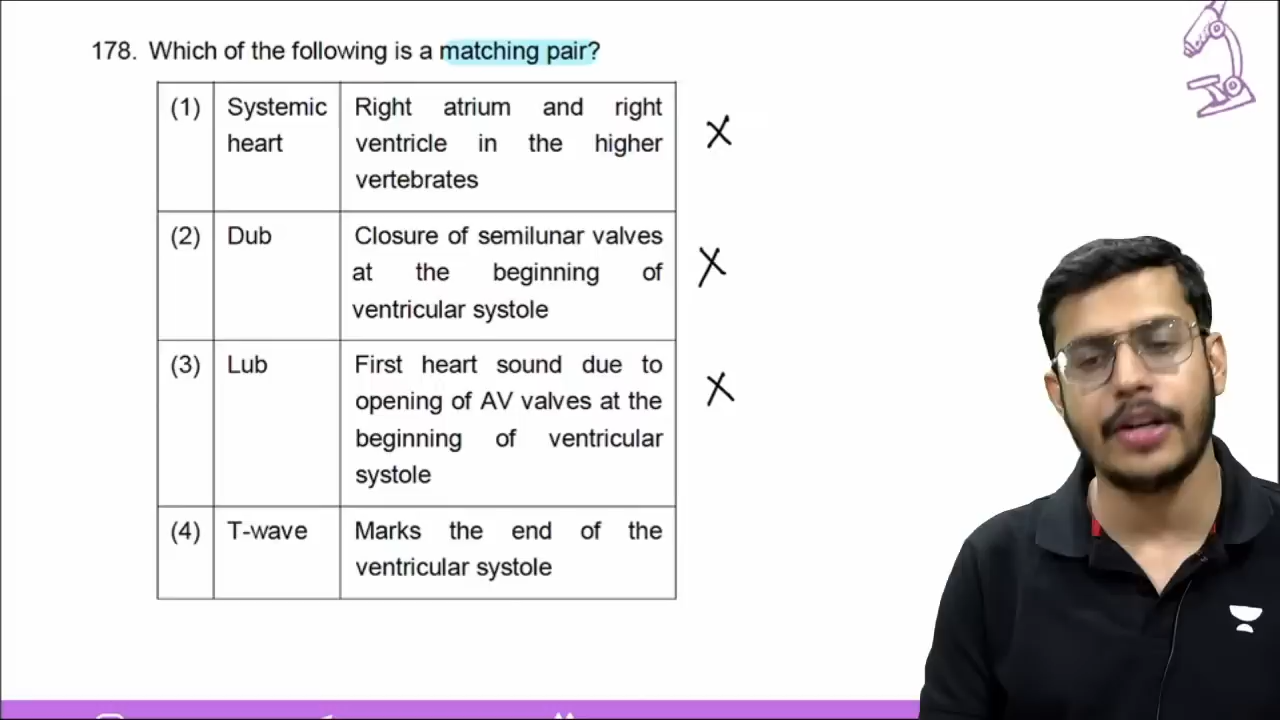 178. Which of the following is a matching pair?
(1) Systemic Right atrium and right
heart ventricle in the higher
vertebrates
(2) Dub Closure of semilunar valves
at the beginning of
ventricular systole
(3) Lub First heart sound due to
opening of AV valves at the
beginning of ventricular
systole
(4) T-wave Marks the end of the
ventricular systole